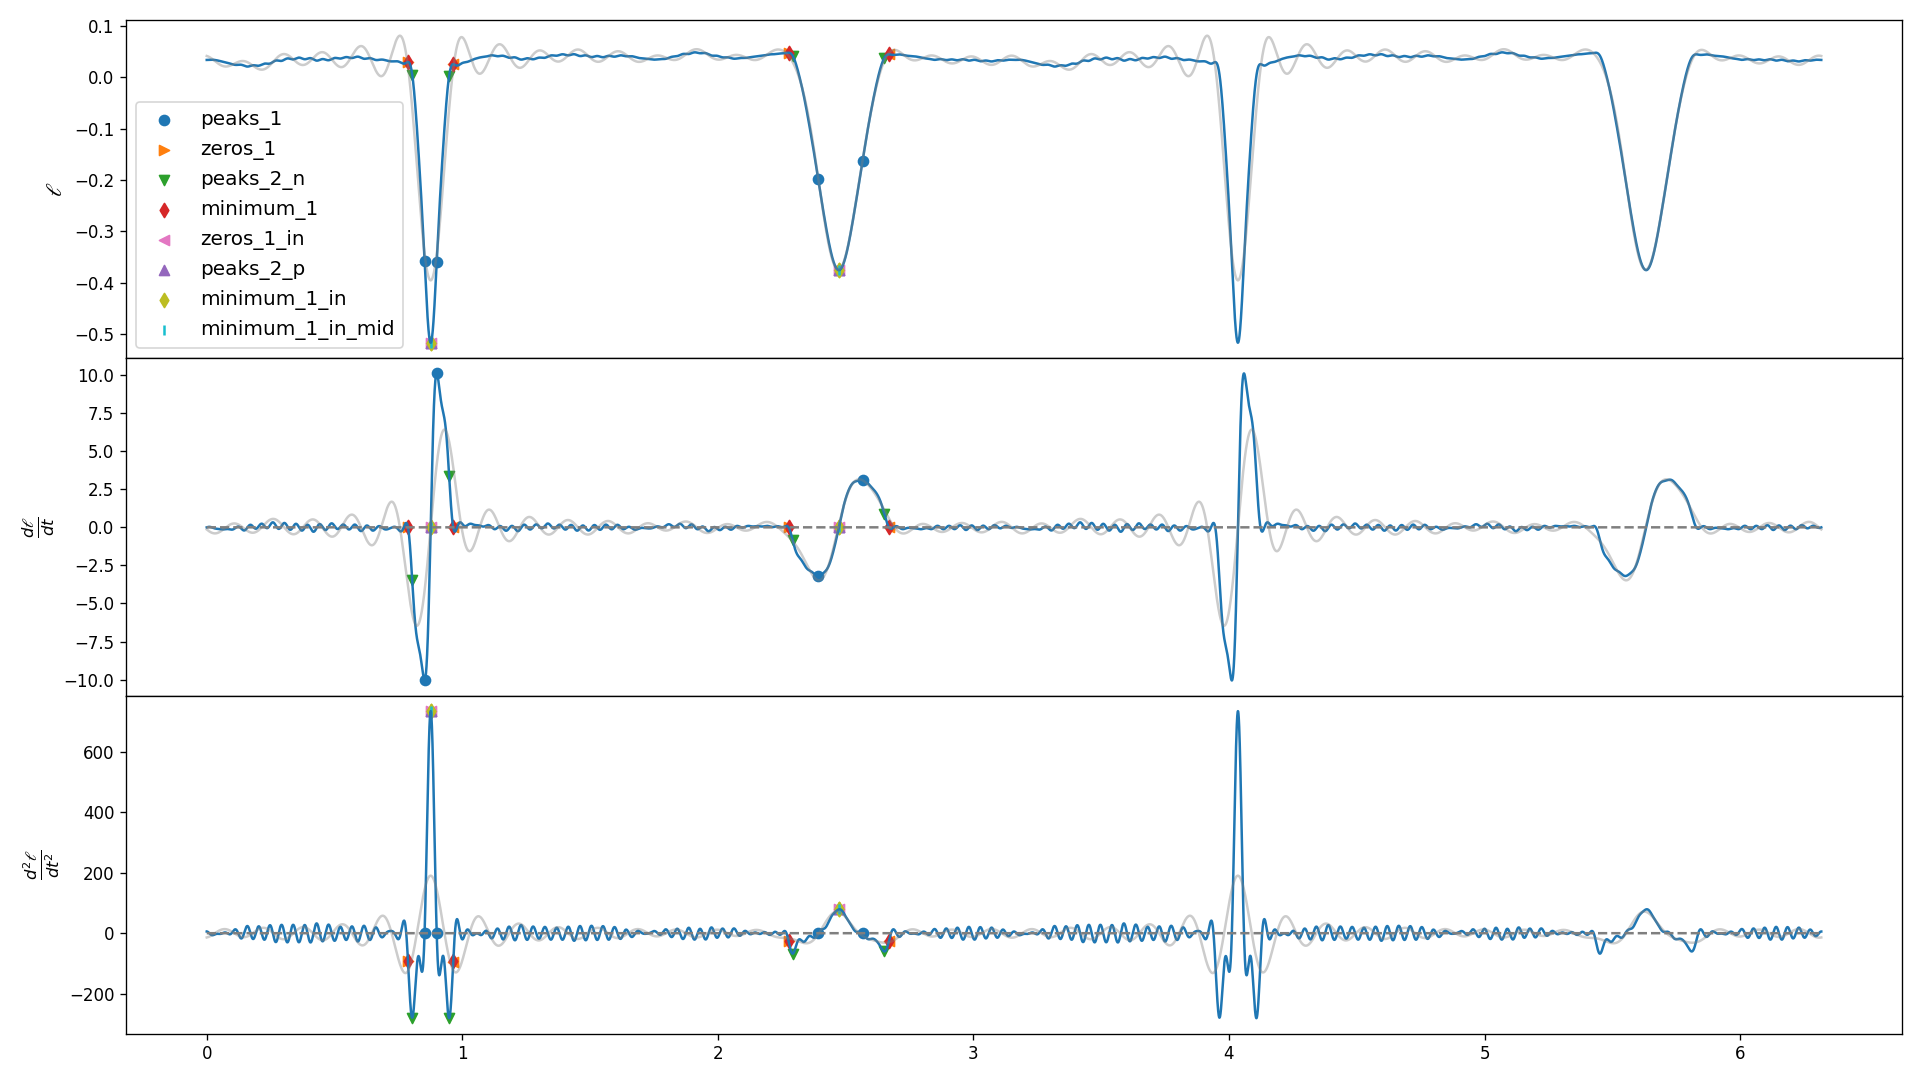 0.1
0.0
−0.1
−0.2
−0.3
−0.4
−0.5
ℓ
peaks_1
zeros_1
peaks_2_n
minimum_1
zeros_1_in
peaks_2_p
minimum_1_in
minimum_1_in_mid
10.0
7.5
5.0
2.5
0.0
−2.5
−5.0
−7.5
−10.0
dℓ/dt
600
400
200
0
−200
d²ℓ/dt²
0 1 2 3 4 5 6